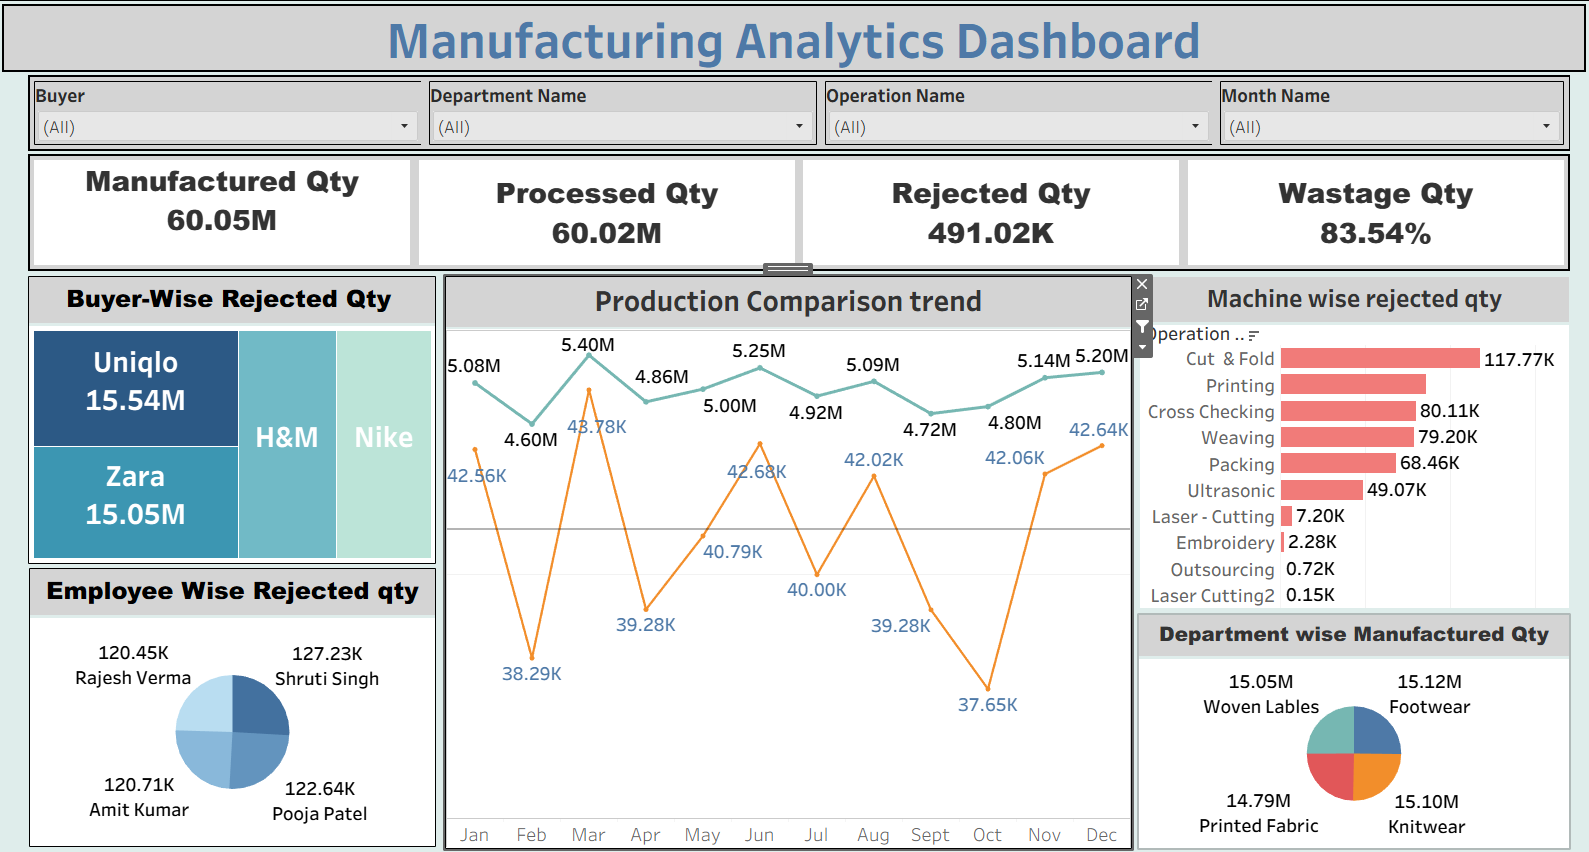 Manufacturing Analytics Dashboard
Buyer
(All)
Department Name
(All)
Operation Name
(All)
Month Name
(All)
Manufactured Qty
60.05M
Processed Qty
60.02M
Rejected Qty
491.02K
Wastage Qty
83.54%
Buyer-Wise Rejected Qty
Uniqlo
15.54M
Zara
15.05M
H&M
Nike
Employee Wise Rejected qty
120.45K
Rajesh Verma
127.23K
Shruti Singh
120.71K
Amit Kumar
122.64K
Pooja Patel
Production Comparison trend
5.08M
4.60M
5.40M
4.86M
5.00M
5.25M
4.92M
5.09M
4.72M
4.80M
5.14M
5.20M
42.56K
38.29K
43.78K
39.28K
40.79K
42.68K
40.00K
42.02K
39.28K
37.65K
42.06K
42.64K
Jan Feb Mar Apr May Jun Jul Aug Sept Oct Nov Dec
Machine wise rejected qty
Operation ..
Cut & Fold 117.77K
Printing
Cross Checking 80.11K
Weaving 79.20K
Packing 68.46K
Ultrasonic 49.07K
Laser - Cutting 7.20K
Embroidery 2.28K
Outsourcing 0.72K
Laser Cutting2 0.15K
Department wise Manufactured Qty
15.05M
Woven Lables
15.12M
Footwear
14.79M
Printed Fabric
15.10M
Knitwear